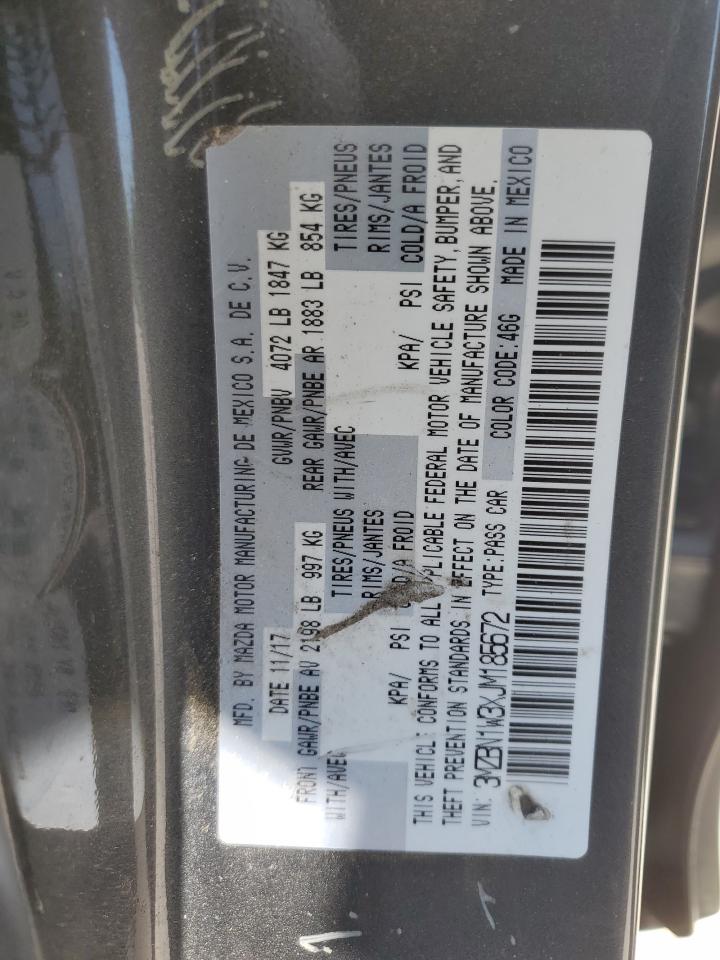 MFD. BY MAZDA MOTOR MANUFACTURING DE MEXICO S.A. DE C.V.
DATE 11/17 GVWR/PNBV 4072 LB 1847 KG
FRONT GAWR/PNBE AV 2198 LB 997 KG REAR GAWR/PNBE AR 1883 LB 854 KG
WITH/AVEC TIRES/PNEUS WITH/AVEC TIRES/PNEUS
RIMS/JANTES RIMS/JANTES
KPA/ PSI COLD/A FROID KPA/ PSI COLD/A FROID
THIS VEHICLE CONFORMS TO ALL APPLICABLE FEDERAL MOTOR VEHICLE SAFETY, BUMPER, AND
THEFT PREVENTION STANDARDS IN EFFECT ON THE DATE OF MANUFACTURE SHOWN ABOVE.
VIN: 3MZBN1W3XJM185672 TYPE:PASS CAR COLOR CODE:46G MADE IN MEXICO